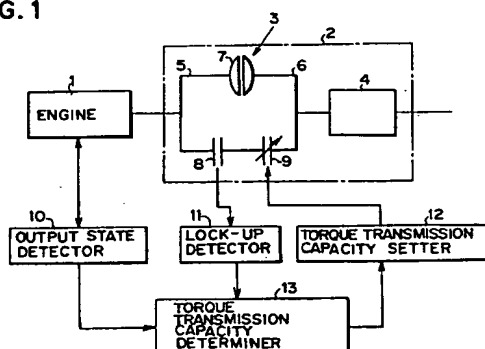 G. 1
3
2
1
5
7
6
4
ENGINE
8
9
10
11
12
OUTPUT STATE
DETECTOR
LOCK-UP
DETECTOR
TORQUE TRANSMISSION
CAPACITY SETTER
13
TORQUE
TRANSMISSION
CAPACITY
DETERMINER